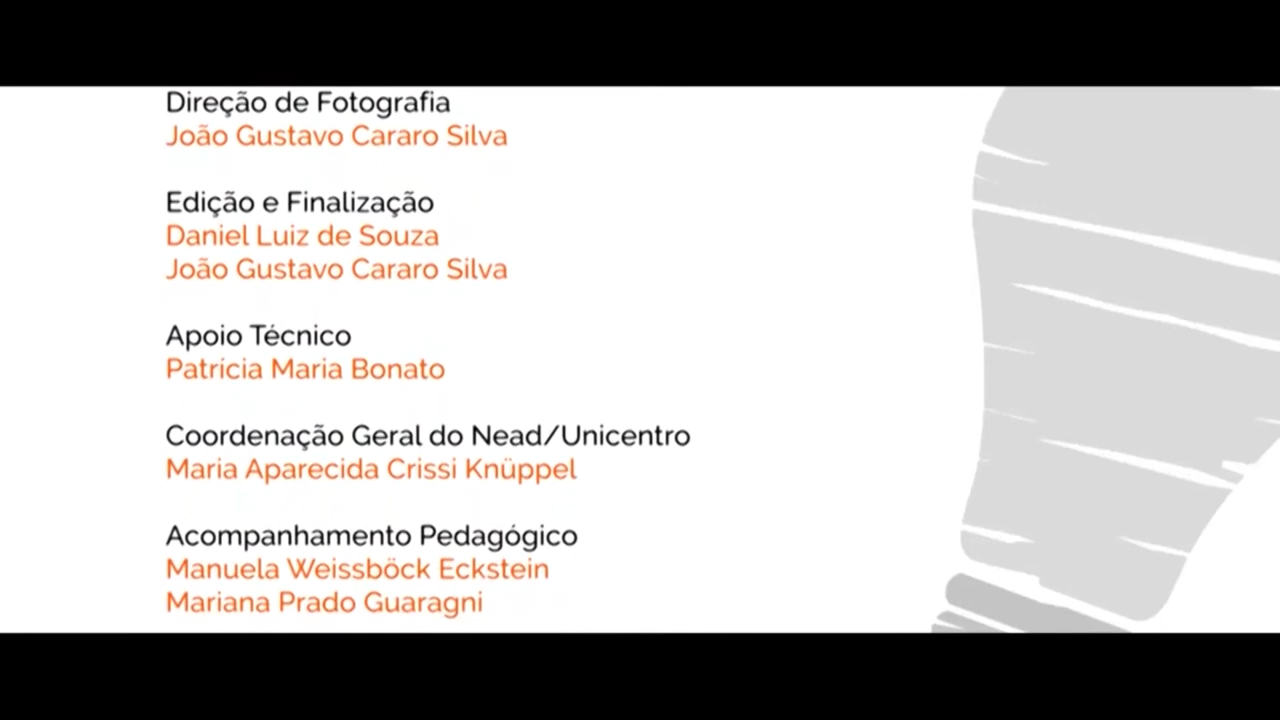 Direção de Fotografia
João Gustavo Cararo Silva
Edição e Finalização
Daniel Luiz de Souza
João Gustavo Cararo Silva
Apoio Técnico
Patrícia Maria Bonato
Coordenação Geral do Nead/Unicentro
Maria Aparecida Crissi Knüppel
Acompanhamento Pedagógico
Manuela Weissböck Eckstein
Mariana Prado Guaragni